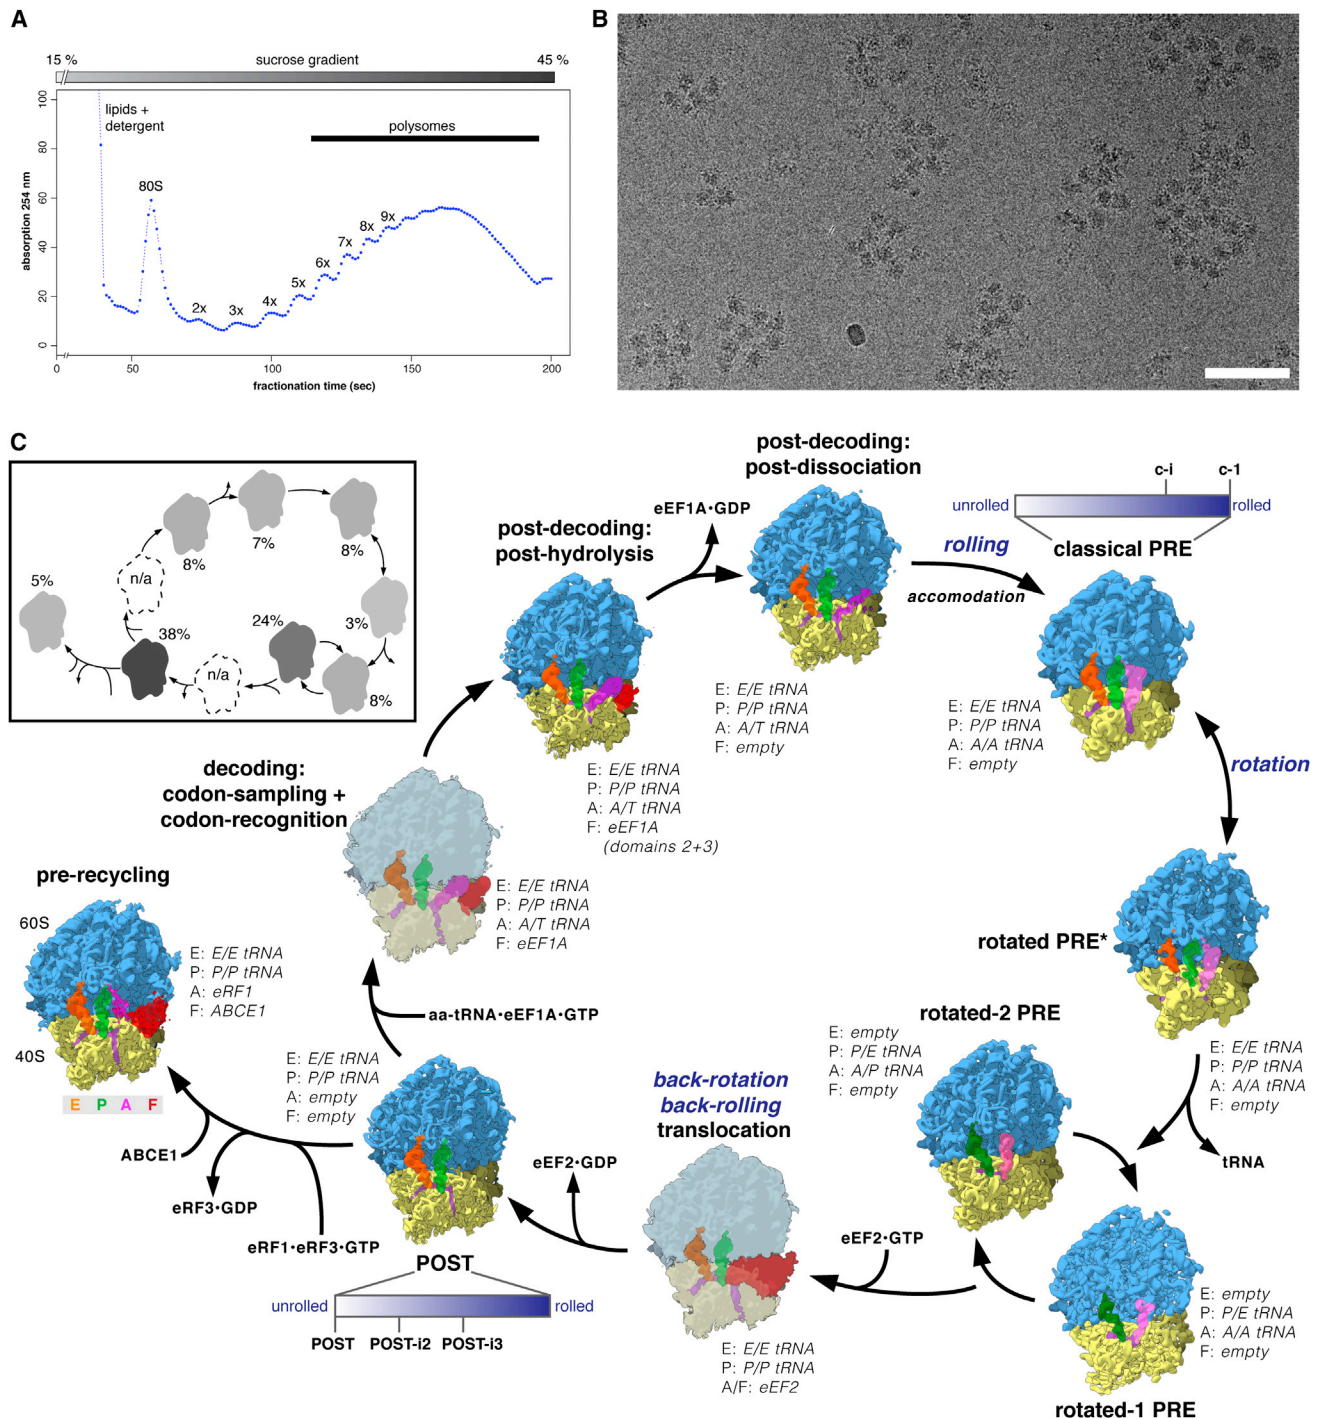 A
15 %
sucrose gradient
45 %
lipids +
detergent
polysomes
80S
2x
3x
4x
5x
6x
7x
8x
9x
absorption 254 nm
0
20
40
60
80
100
0
50
100
150
200
fractionation time (sec)
B
C
5%
n/a
8%
7%
8%
3%
8%
24%
n/a
38%
post-decoding:
post-dissociation
eEF1A•GDP
post-decoding:
post-hydrolysis
rolling
accomodation
c-i
c-1
unrolled
rolled
classical PRE
E: E/E tRNA
P: P/P tRNA
A: A/T tRNA
F: empty
E: E/E tRNA
P: P/P tRNA
A: A/A tRNA
F: empty
rotation
E: E/E tRNA
P: P/P tRNA
A: A/T tRNA
F: eEF1A
(domains 2+3)
decoding:
codon-sampling +
codon-recognition
E: E/E tRNA
P: P/P tRNA
A: A/T tRNA
F: eEF1A
pre-recycling
60S
40S
E: E/E tRNA
P: P/P tRNA
A: eRF1
F: ABCE1
E P A F
rotated PRE*
E: E/E tRNA
P: P/P tRNA
A: A/A tRNA
F: empty
tRNA
rotated-2 PRE
E: empty
P: P/E tRNA
A: A/P tRNA
F: empty
aa-tRNA•eEF1A•GTP
E: E/E tRNA
P: P/P tRNA
A: empty
F: empty
back-rotation
back-rolling
translocation
ABCE1
eRF3•GDP
eRF1•eRF3•GTP
eEF2•GDP
eEF2•GTP
POST
unrolled
rolled
POST
POST-i2
POST-i3
E: E/E tRNA
P: P/P tRNA
A/F: eEF2
E: empty
P: P/E tRNA
A: A/A tRNA
F: empty
rotated-1 PRE